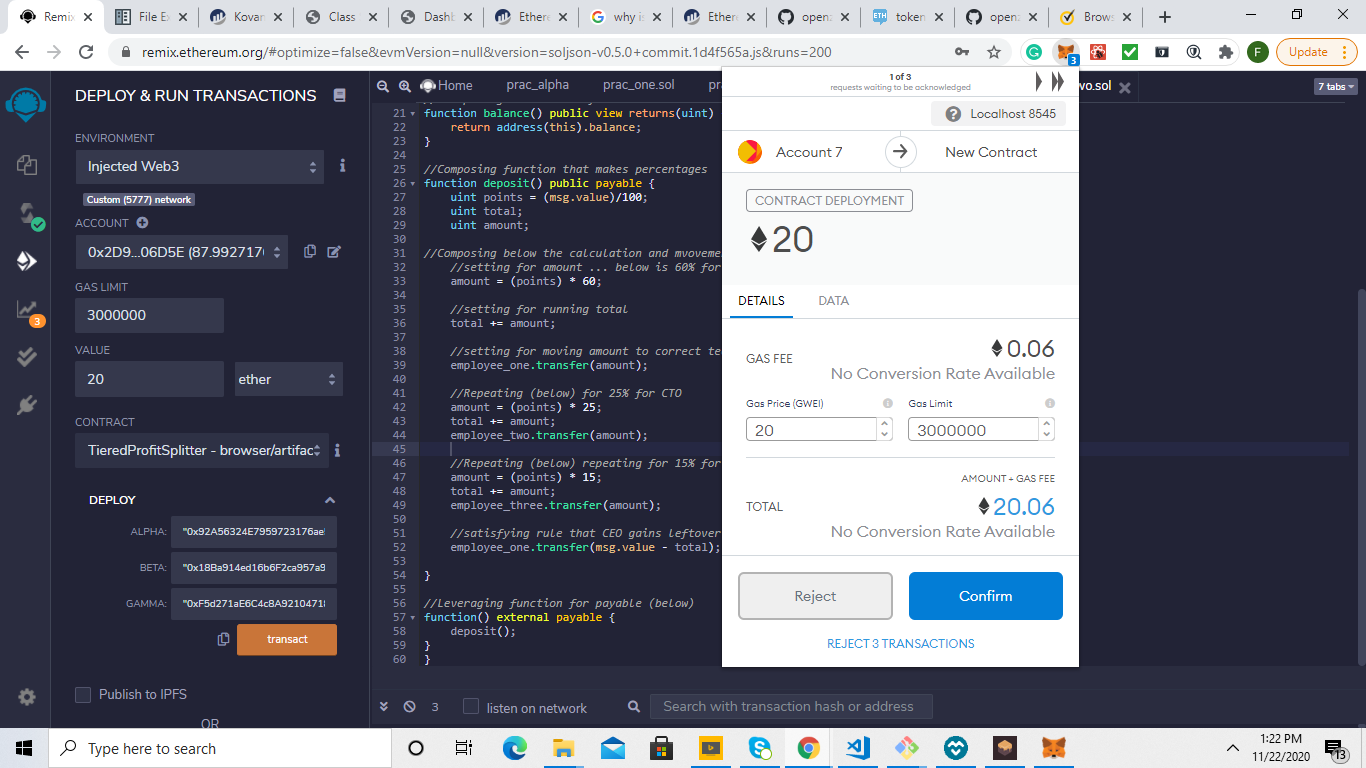 Remix
File Ex
Kovar
Class
Dashb
Ethere
why is
Ethere
openz
token
openz
Brows
remix.ethereum.org/#optimize=false&evmVersion=null&version=soljson-v0.5.0+commit.1d4f565a.js&runs=200
3
F
Update
DEPLOY & RUN TRANSACTIONS
ENVIRONMENT
Injected Web3
Custom (5777) network
ACCOUNT
0x2D9...06D5E (87.9927170
GAS LIMIT
3000000
VALUE
20
ether
CONTRACT
TieredProfitSplitter - browser/artifac
DEPLOY
ALPHA:
"0x92A56324E7959723176ae
BETA:
"0x18Ba914ed16b6F2ca957a9
GAMMA:
"0xF5d271aE6C4c8A9210471
transact
Publish to IPFS
OR
3
Home
prac_alpha
prac_one.sol
wo.sol
7 tabs
21 function balance() public view returns(uint)
22 return address(this).balance;
23 }
24
25 //Composing function that makes percentages
26 function deposit() public payable {
27 uint points = (msg.value)/100;
28 uint total;
29 uint amount;
30
31 //Composing below the calculation and mvoveme
32 //setting for amount ... below is 60% for
33 amount = (points) * 60;
34
35 //setting for running total
36 total += amount;
37
38 //setting for moving amount to correct te
39 employee_one.transfer(amount);
40
41 //Repeating (below) for 25% for CTO
42 amount = (points) * 25;
43 total += amount;
44 employee_two.transfer(amount);
45
46 //Repeating (below) repeating for 15% for
47 amount = (points) * 15;
48 total += amount;
49 employee_three.transfer(amount);
50
51 //satisfying rule that CEO gains leftover
52 employee_one.transfer(msg.value - total);
53
54 }
55
56 //Leveraging function for payable (below)
57 function() external payable {
58 deposit();
59 }
60 }
3
listen on network
Search with transaction hash or address
1 of 3
requests waiting to be acknowledged
Localhost 8545
Account 7
New Contract
CONTRACT DEPLOYMENT
20
DETAILS
DATA
GAS FEE
0.06
No Conversion Rate Available
Gas Price (GWEI)
Gas Limit
20
3000000
AMOUNT + GAS FEE
TOTAL
20.06
No Conversion Rate Available
Reject
Confirm
REJECT 3 TRANSACTIONS
Type here to search
1:22 PM
11/22/2020
13